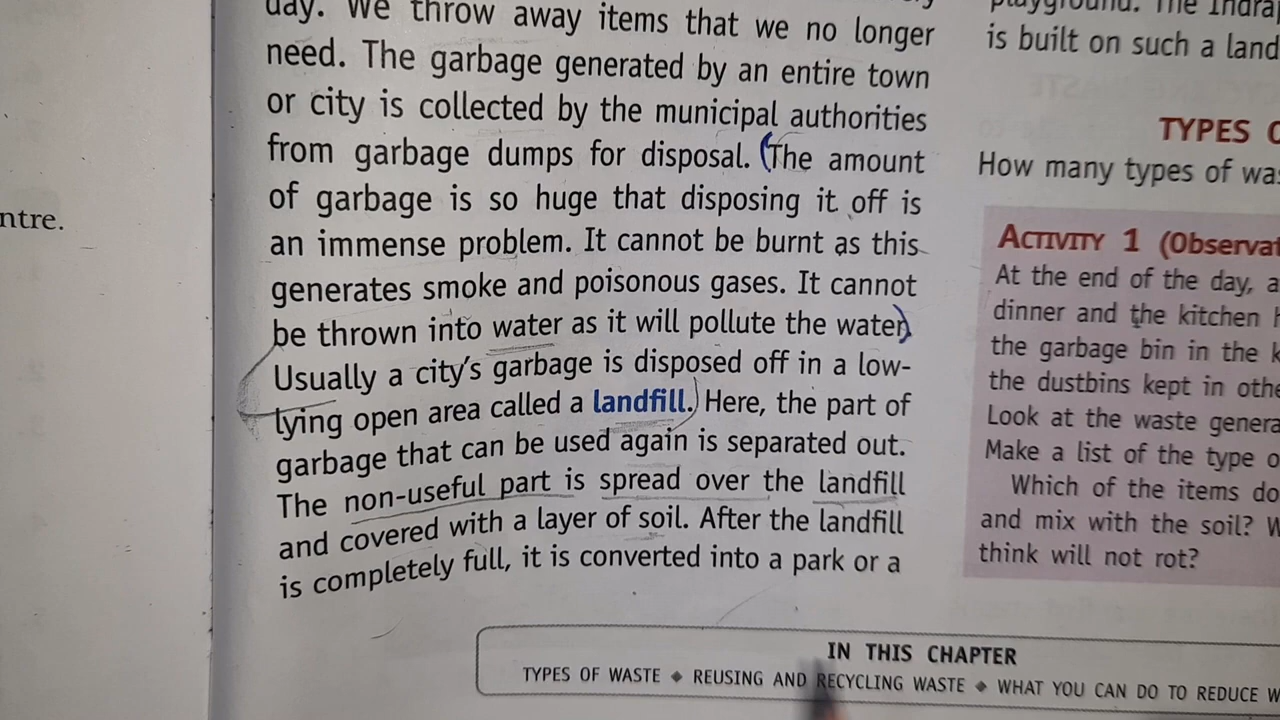 ntre.
day. We throw away items that we no longer
need. The garbage generated by an entire town
or city is collected by the municipal authorities
from garbage dumps for disposal. (The amount
of garbage is so huge that disposing it off is
an immense problem. It cannot be burnt as this
generates smoke and poisonous gases. It cannot
be thrown into water as it will pollute the water)
Usually a city's garbage is disposed off in a low-
lying open area called a landfill.) Here, the part of
garbage that can be used again is separated out.
The non-useful part is spread over the landfill
and covered with a layer of soil. After the landfill
is completely full, it is converted into a park or a
playground. The Indra
is built on such a land
TYPES O
How many types of wa
ACTIVITY 1 (Observa
At the end of the day, a
dinner and the kitchen
the garbage bin in the k
the dustbins kept in othe
Look at the waste genera
Make a list of the type o
Which of the items do
and mix with the soil? W
think will not rot?
IN THIS CHAPTER
TYPES OF WASTE ◆ REUSING AND RECYCLING WASTE ◆ WHAT YOU CAN DO TO REDUCE W